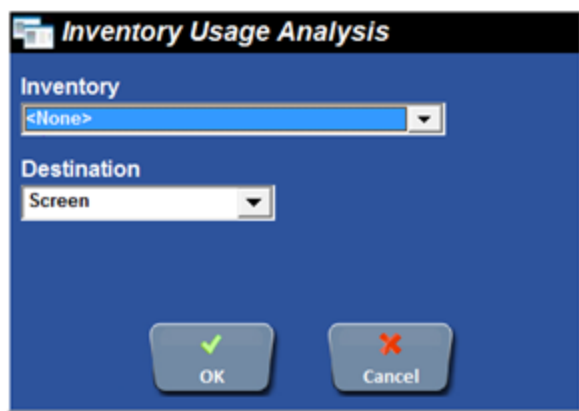 Inventory Usage Analysis
Inventory
<None>
Destination
Screen
OK
Cancel